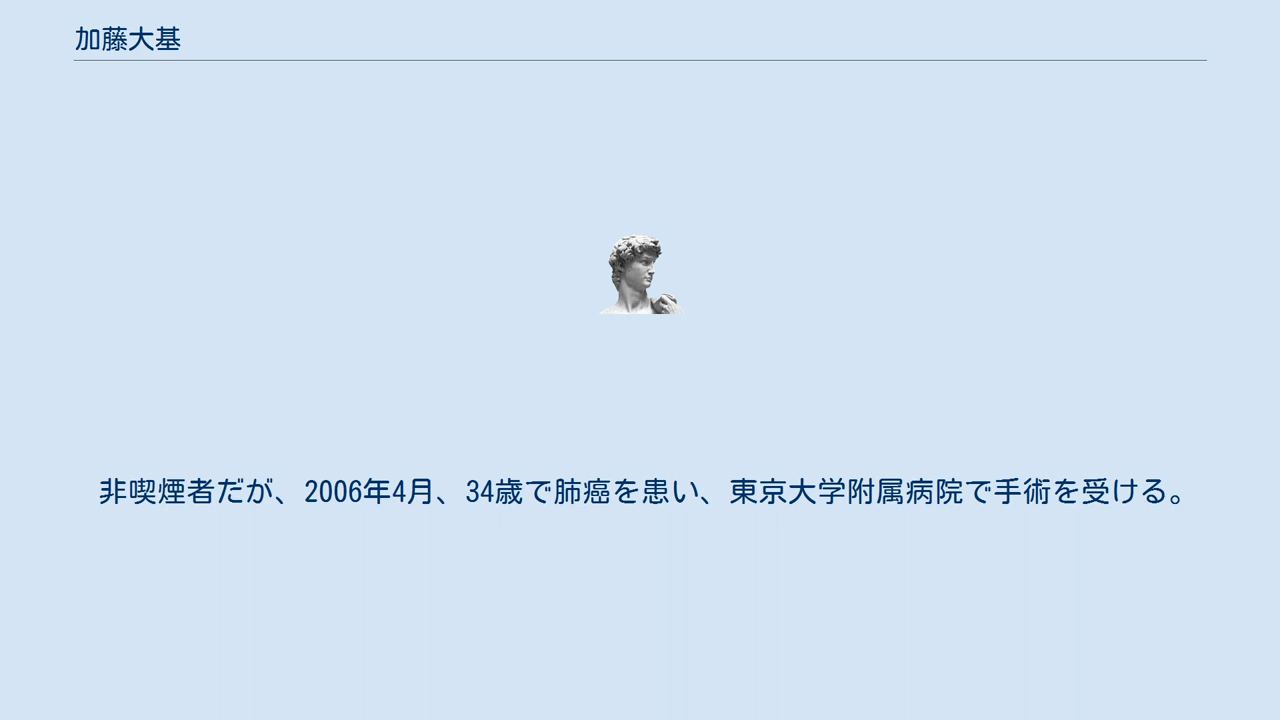 加藤大基
非喫煙者だが、2006年4月、34歳で肺癌を患い、東京大学附属病院で手術を受ける。